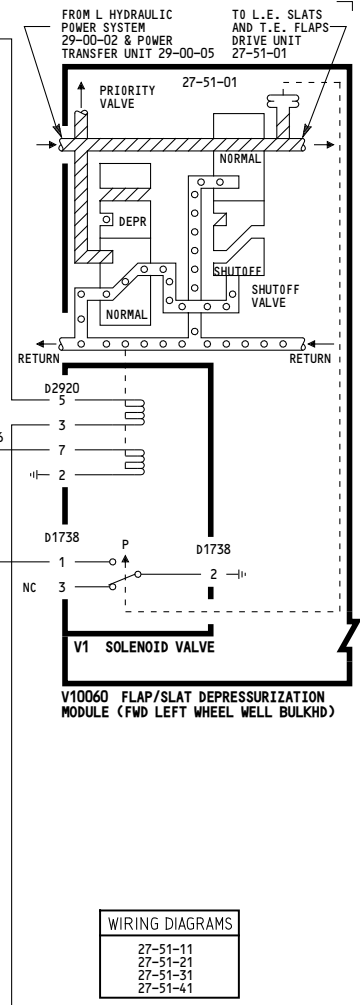 FROM L HYDRAULIC
POWER SYSTEM
29-00-02 & POWER
TRANSFER UNIT 29-00-05
TO L.E. SLATS
AND T.E. FLAPS
DRIVE UNIT
27-51-01
27-51-01
PRIORITY
VALVE
NORMAL
DEPR
SHUTOFF
SHUTOFF
VALVE
NORMAL
RETURN
RETURN
D2920
5
3
6
7
2
D1738
P
D1738
1
2
NC
3
V1 SOLENOID VALVE
V10060 FLAP/SLAT DEPRESSURIZATION
MODULE (FWD LEFT WHEEL WELL BULKHD)
WIRING DIAGRAMS
27-51-11
27-51-21
27-51-31
27-51-41